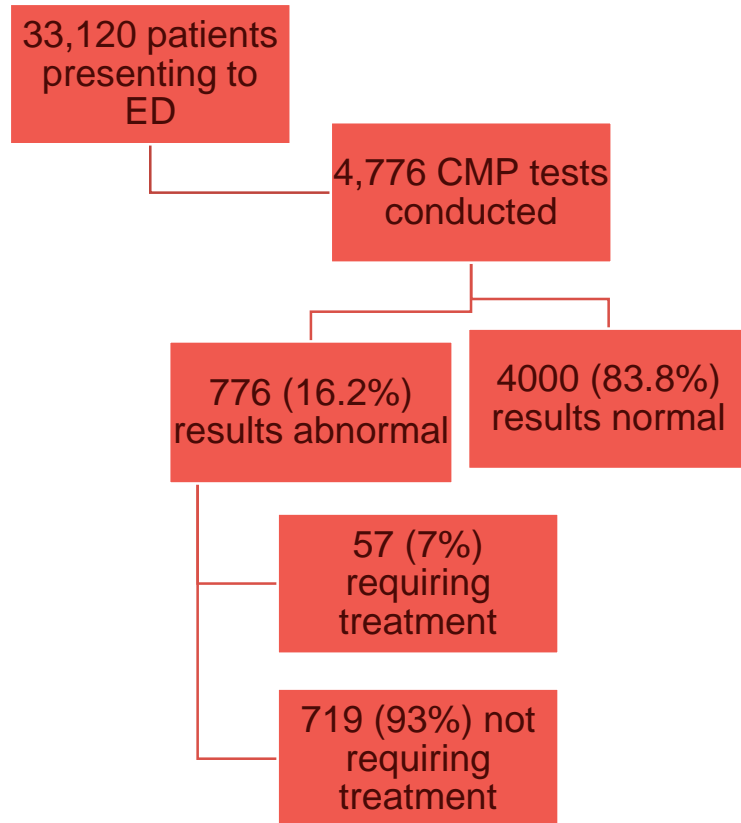 33,120 patients
presenting to
ED
4,776 CMP tests
conducted
776 (16.2%)
results abnormal
4000 (83.8%)
results normal
57 (7%)
requiring
treatment
719 (93%) not
requiring
treatment